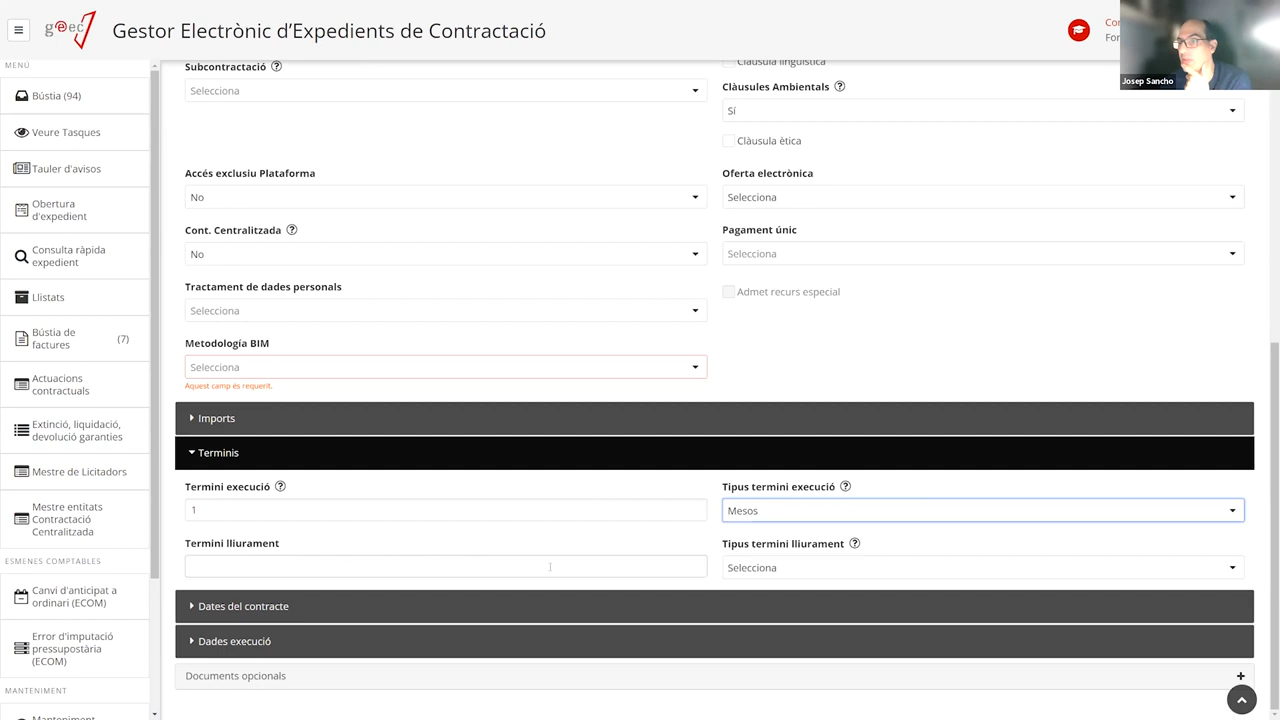 geec
Gestor Electrònic d'Expedients de Contractació
Con
For
Josep Sancho
MENÚ
Bústia (94)
Veure Tasques
Tauler d'avisos
Obertura
d'expedient
Consulta ràpida
expedient
Llistats
Bústia de
factures
(7)
Actuacions
contractuals
Extinció, liquidació,
devolució garanties
Mestre de Licitadors
Mestre entitats
Contractació
Centralitzada
ESMENES COMPTABLES
Canvi d'anticipat a
ordinari (ECOM)
Error d'imputació
pressupostària
(ECOM)
MANTENIMENT
Manteniment
Subcontractació
Selecciona
Clàusula lingüística
Clàusules Ambientals
Sí
Clàusula ètica
Accés exclusiu Plataforma
No
Oferta electrònica
Selecciona
Cont. Centralitzada
No
Pagament únic
Selecciona
Tractament de dades personals
Selecciona
Admet recurs especial
Metodología BIM
Selecciona
Aquest camp és requerit.
Imports
Terminis
Termini execució
1
Tipus termini execució
Mesos
Termini lliurament
Tipus termini lliurament
Selecciona
Dates del contracte
Dades execució
Documents opcionals